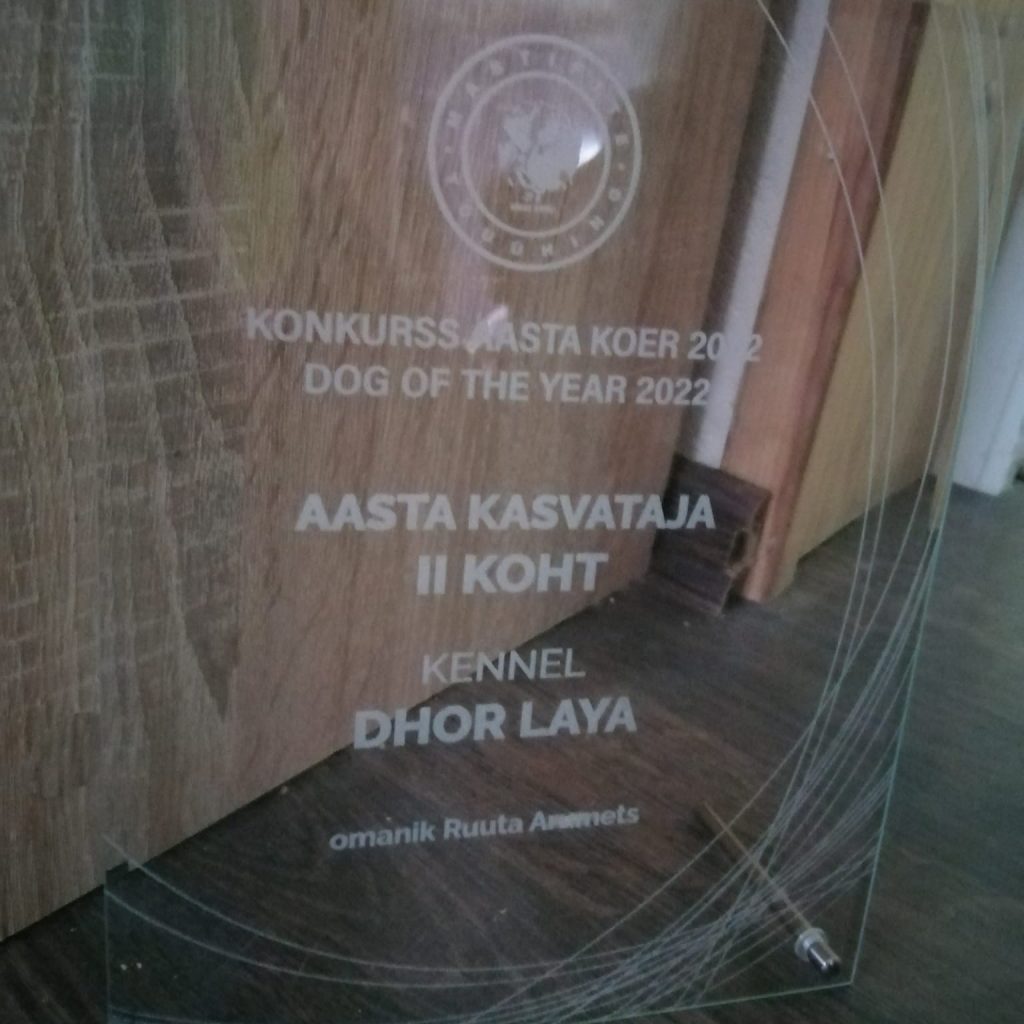 KONKURSS AASTA KOER 2022
DOG OF THE YEAR 2022
AASTA KASVATAJA
II KOHT
KENNEL
DHOR LAYA
omanik Ruuta